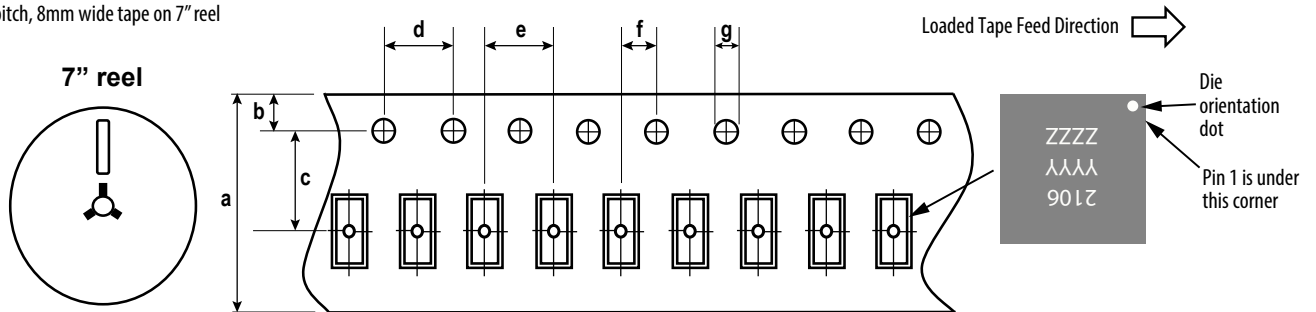 pitch, 8mm wide tape on 7” reel
7” reel
a
b
c
d
e
f
g
Loaded Tape Feed Direction
2106
YYYY
ZZZZ
Die
orientation
dot
Pin 1 is under
this corner